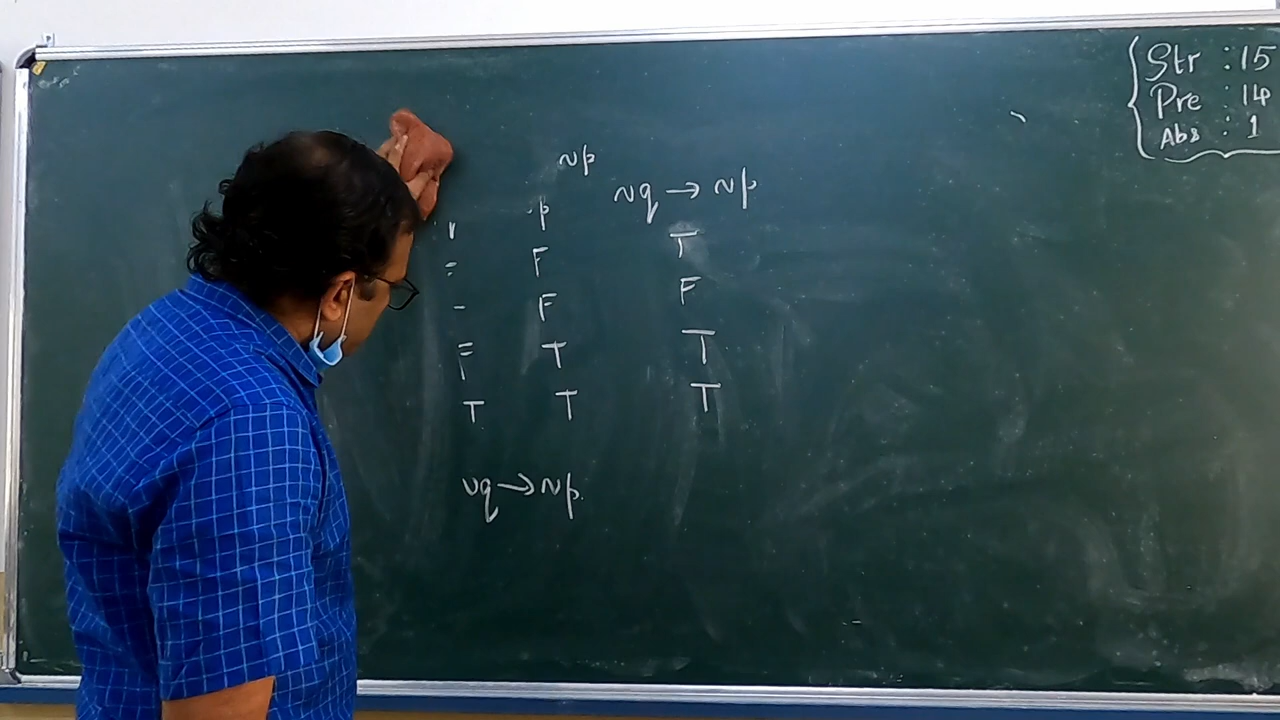 Str : 15
Pre : 14
Abs : 1
~p
~q → ~p
p
F T
F F
F T T
T T T
~q → ~p